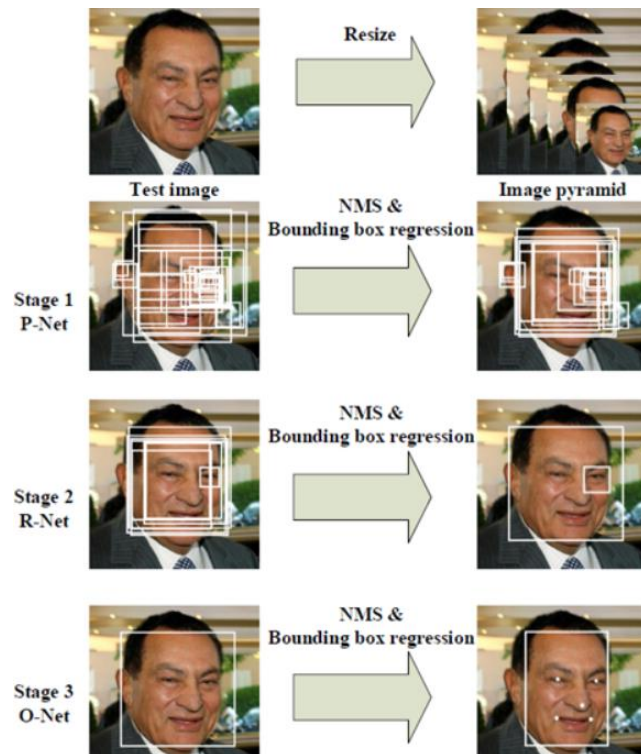 Resize
Test image
Image pyramid
NMS &
Bounding box regression
Stage 1
P-Net
NMS &
Bounding box regression
Stage 2
R-Net
NMS &
Bounding box regression
Stage 3
O-Net